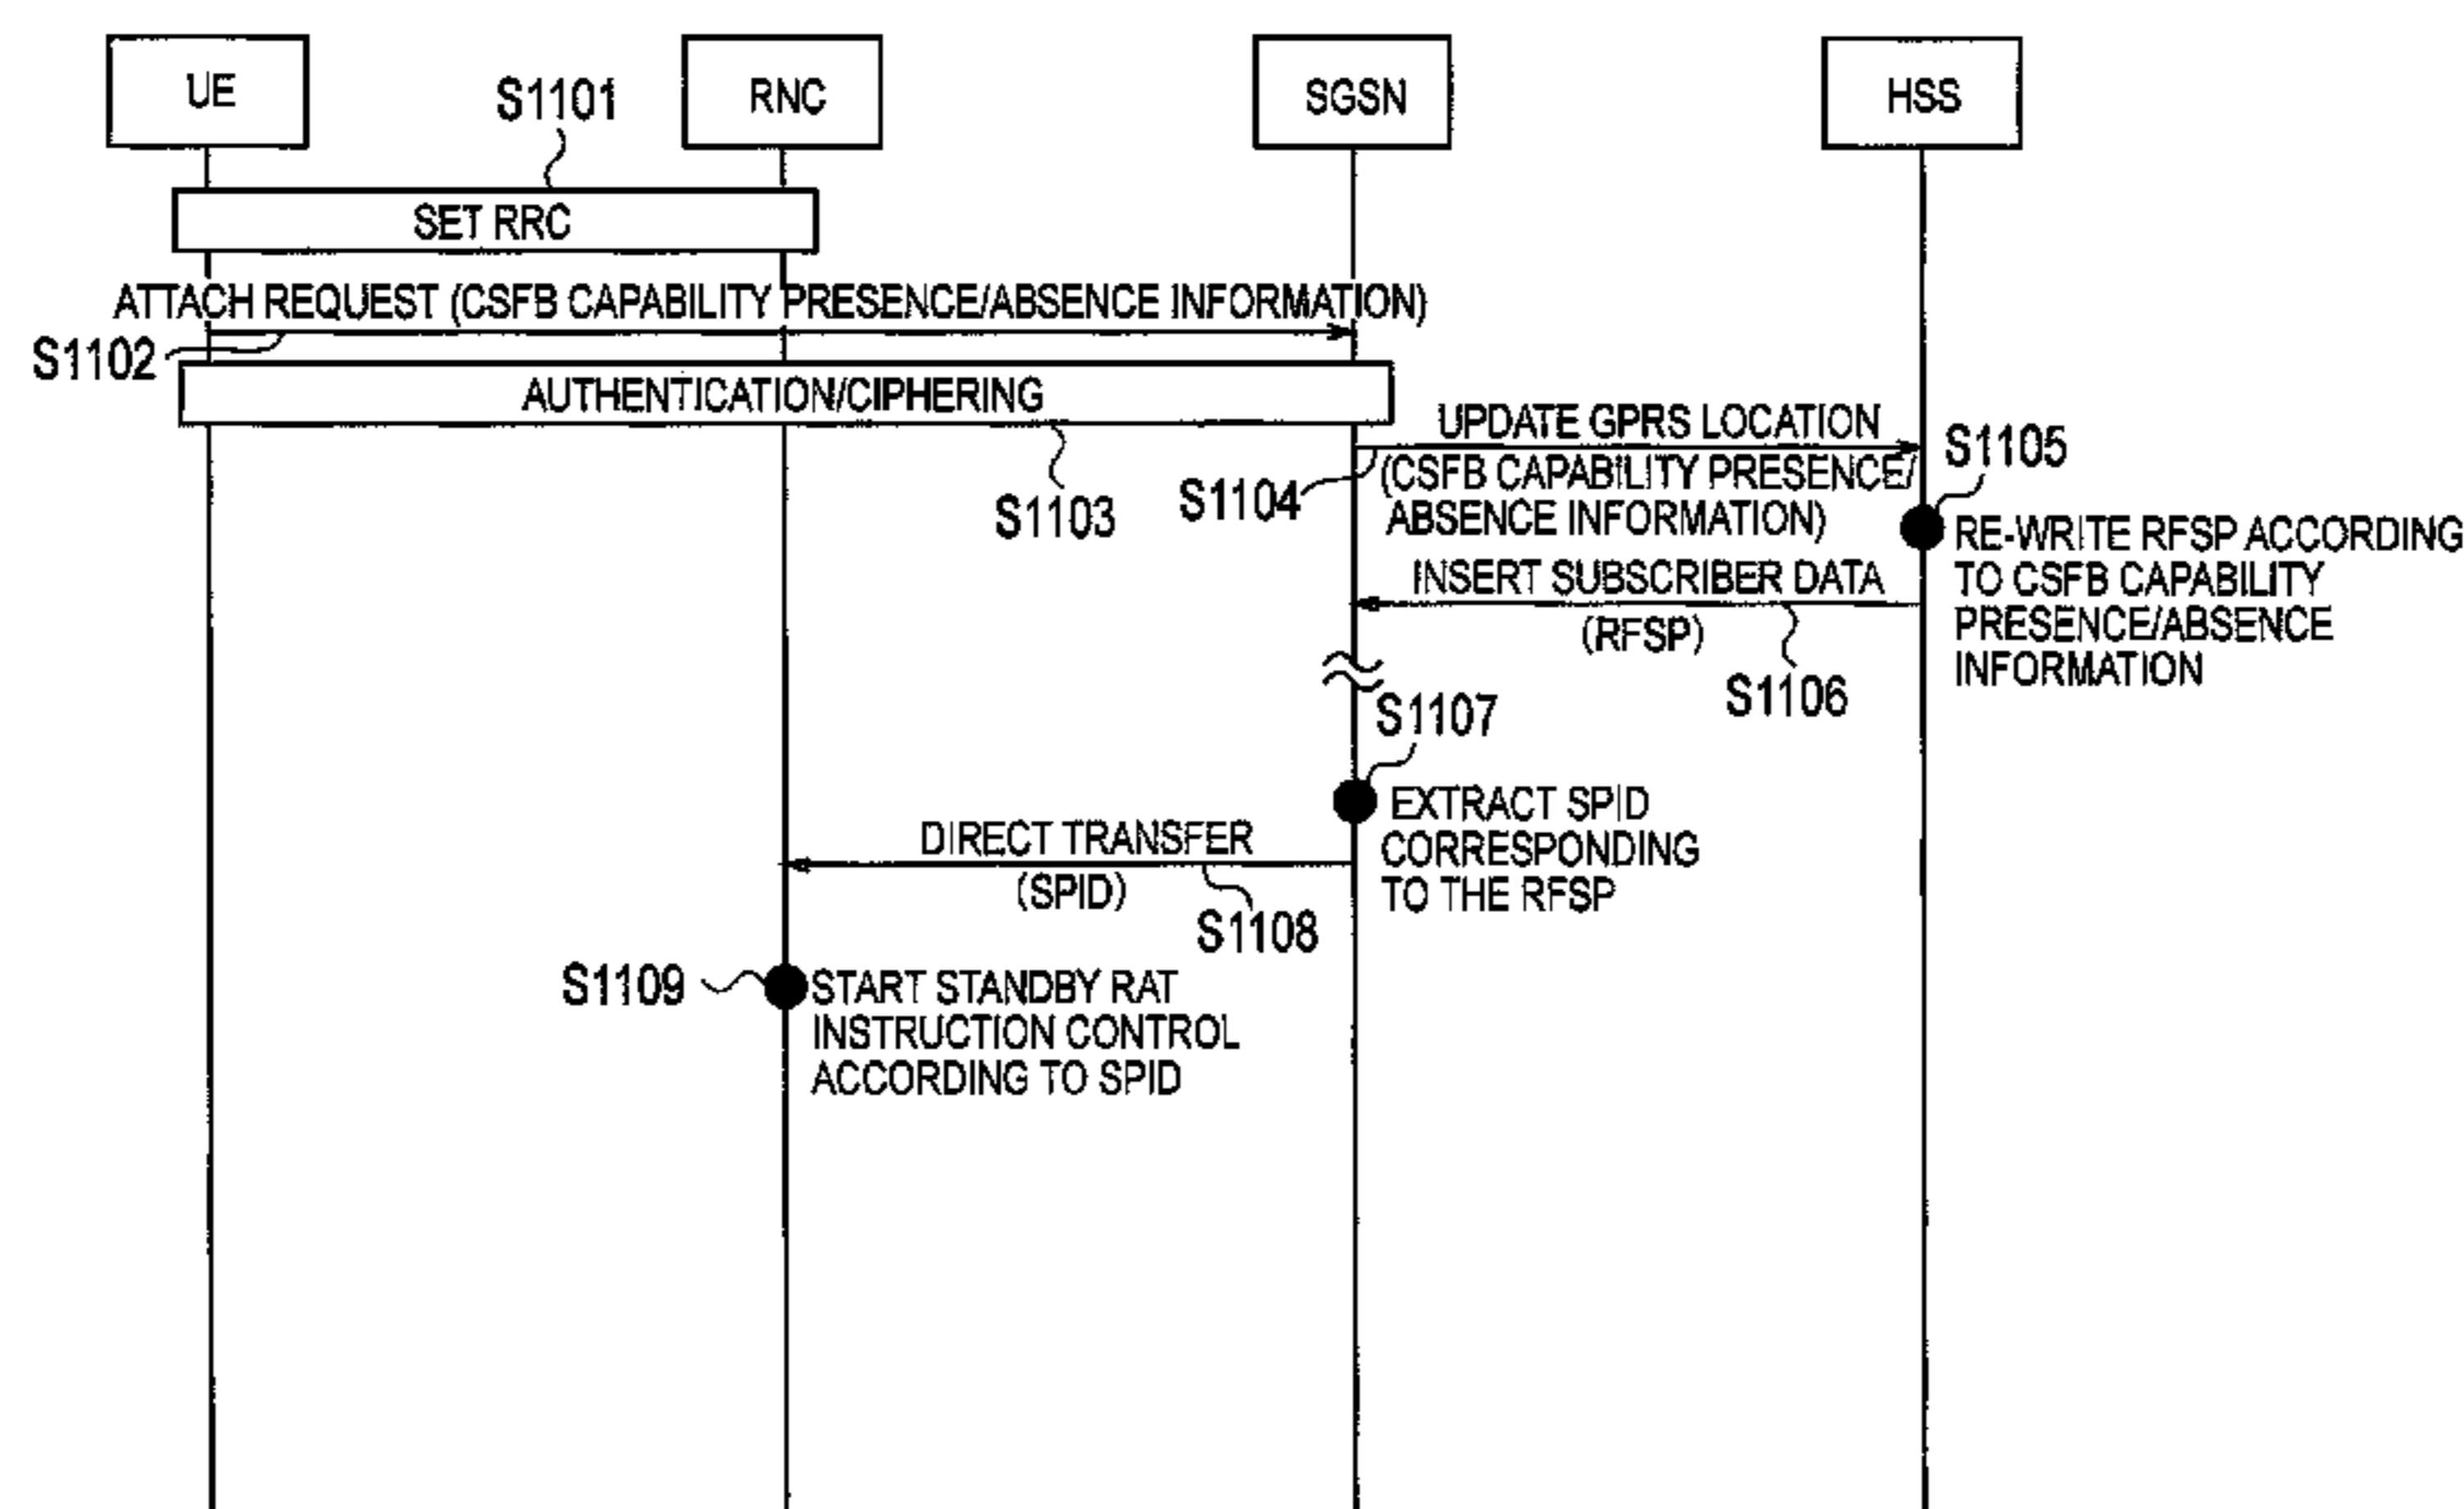 UE
RNC
SGSN
HSS
S1101
SET RRC
ATTACH REQUEST (CSFB CAPABILITY PRESENCE/ABSENCE INFORMATION)
S1102
AUTHENTICATION/CIPHERING
S1103
UPDATE GPRS LOCATION
(CSFB CAPABILITY PRESENCE/
ABSENCE INFORMATION)
S1104
S1105
RE-WRITE RFSP ACCORDING
TO CSFB CAPABILITY
PRESENCE/ABSENCE
INFORMATION
INSERT SUBSCRIBER DATA
(RFSP)
S1106
S1107
EXTRACT SPID
CORRESPONDING
TO THE RFSP
DIRECT TRANSFER
(SPID)
S1108
S1109
START STANDBY RAT
INSTRUCTION CONTROL
ACCORDING TO SPID